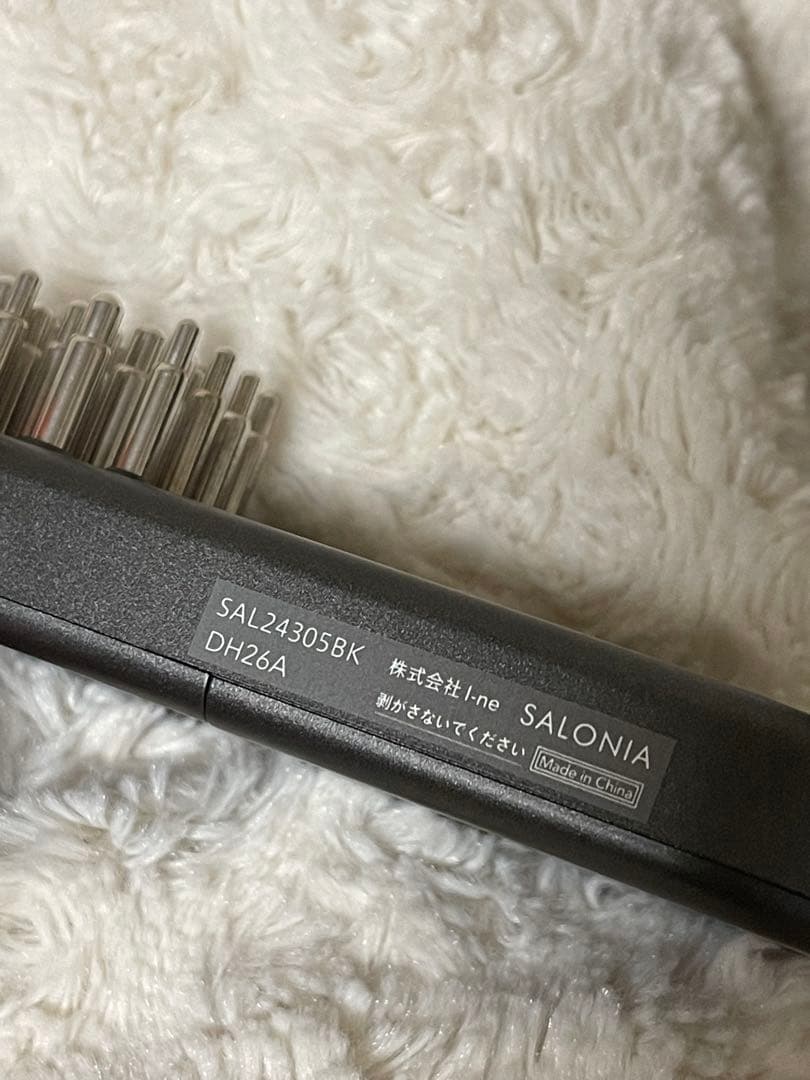 SAL24305BK
DH26A
株式会社I-ne
剥がさないでください
SALONIA
Made in China